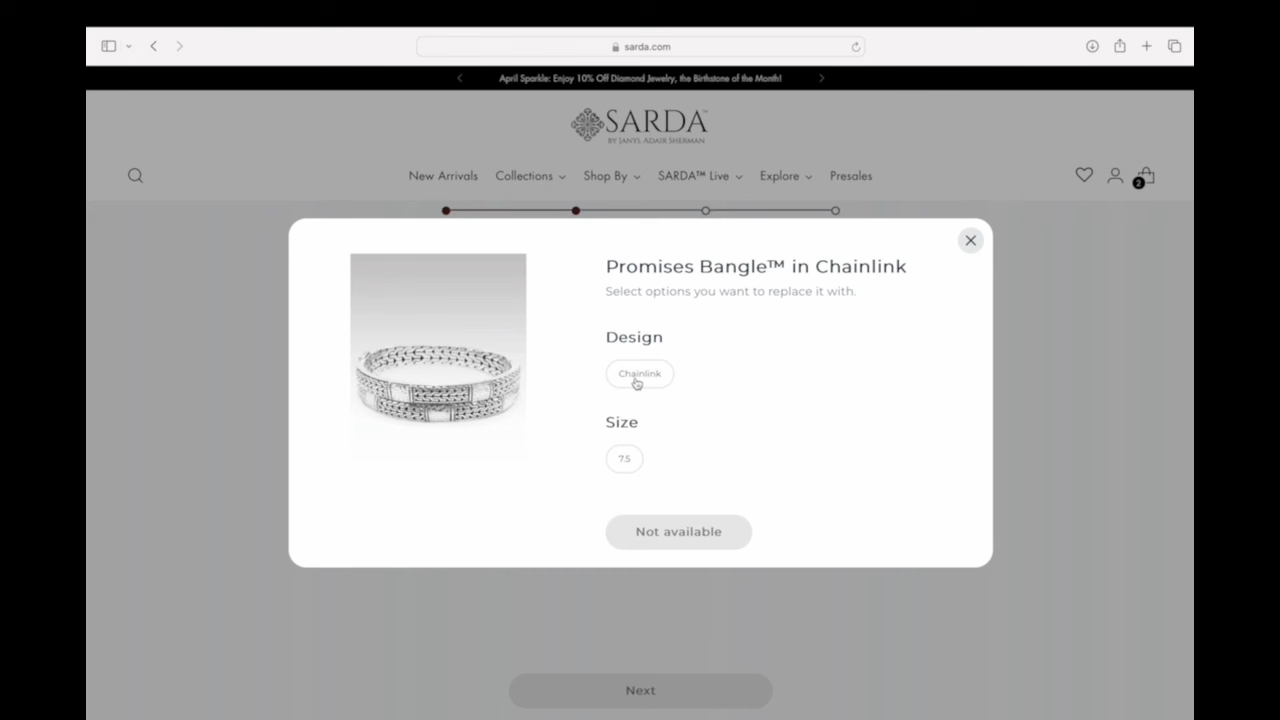 sarda.com
April Sparkle: Enjoy 10% Off Diamond Jewelry, the Birthstone of the Month!
SARDA™
BY JANYL ADAIR SHERMAN
New Arrivals Collections Shop By SARDA™ Live Explore Presales
2
Promises Bangle™ in Chainlink
Select options you want to replace it with.
Design
Chainlink
Size
7.5
Not available
Next